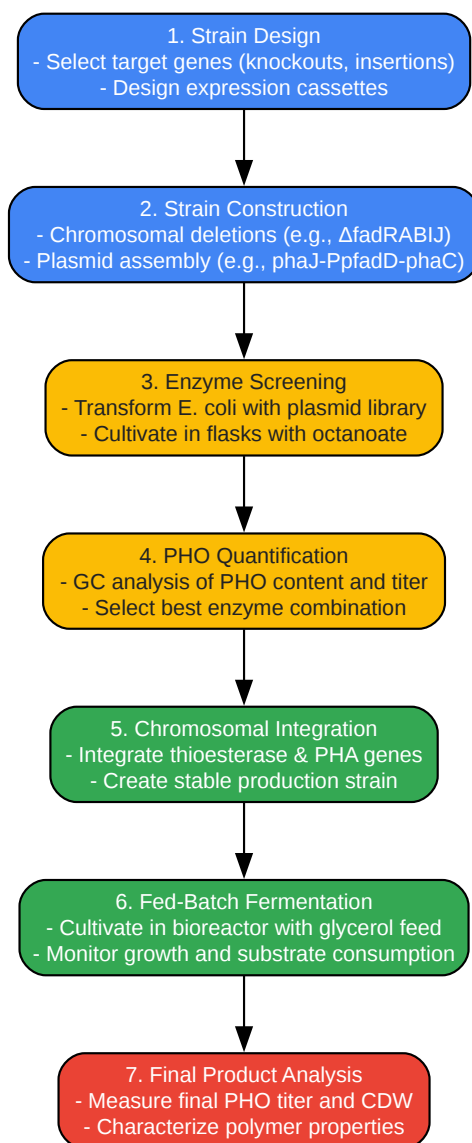 1. Strain Design
- Select target genes (knockouts, insertions)
- Design expression cassettes
2. Strain Construction
- Chromosomal deletions (e.g., ΔfadRABIJ)
- Plasmid assembly (e.g., phaJ-PpfadD-phaC)
3. Enzyme Screening
- Transform E. coli with plasmid library
- Cultivate in flasks with octanoate
4. PHO Quantification
- GC analysis of PHO content and titer
- Select best enzyme combination
5. Chromosomal Integration
- Integrate thioesterase & PHA genes
- Create stable production strain
6. Fed-Batch Fermentation
- Cultivate in bioreactor with glycerol feed
- Monitor growth and substrate consumption
7. Final Product Analysis
- Measure final PHO titer and CDW
- Characterize polymer properties